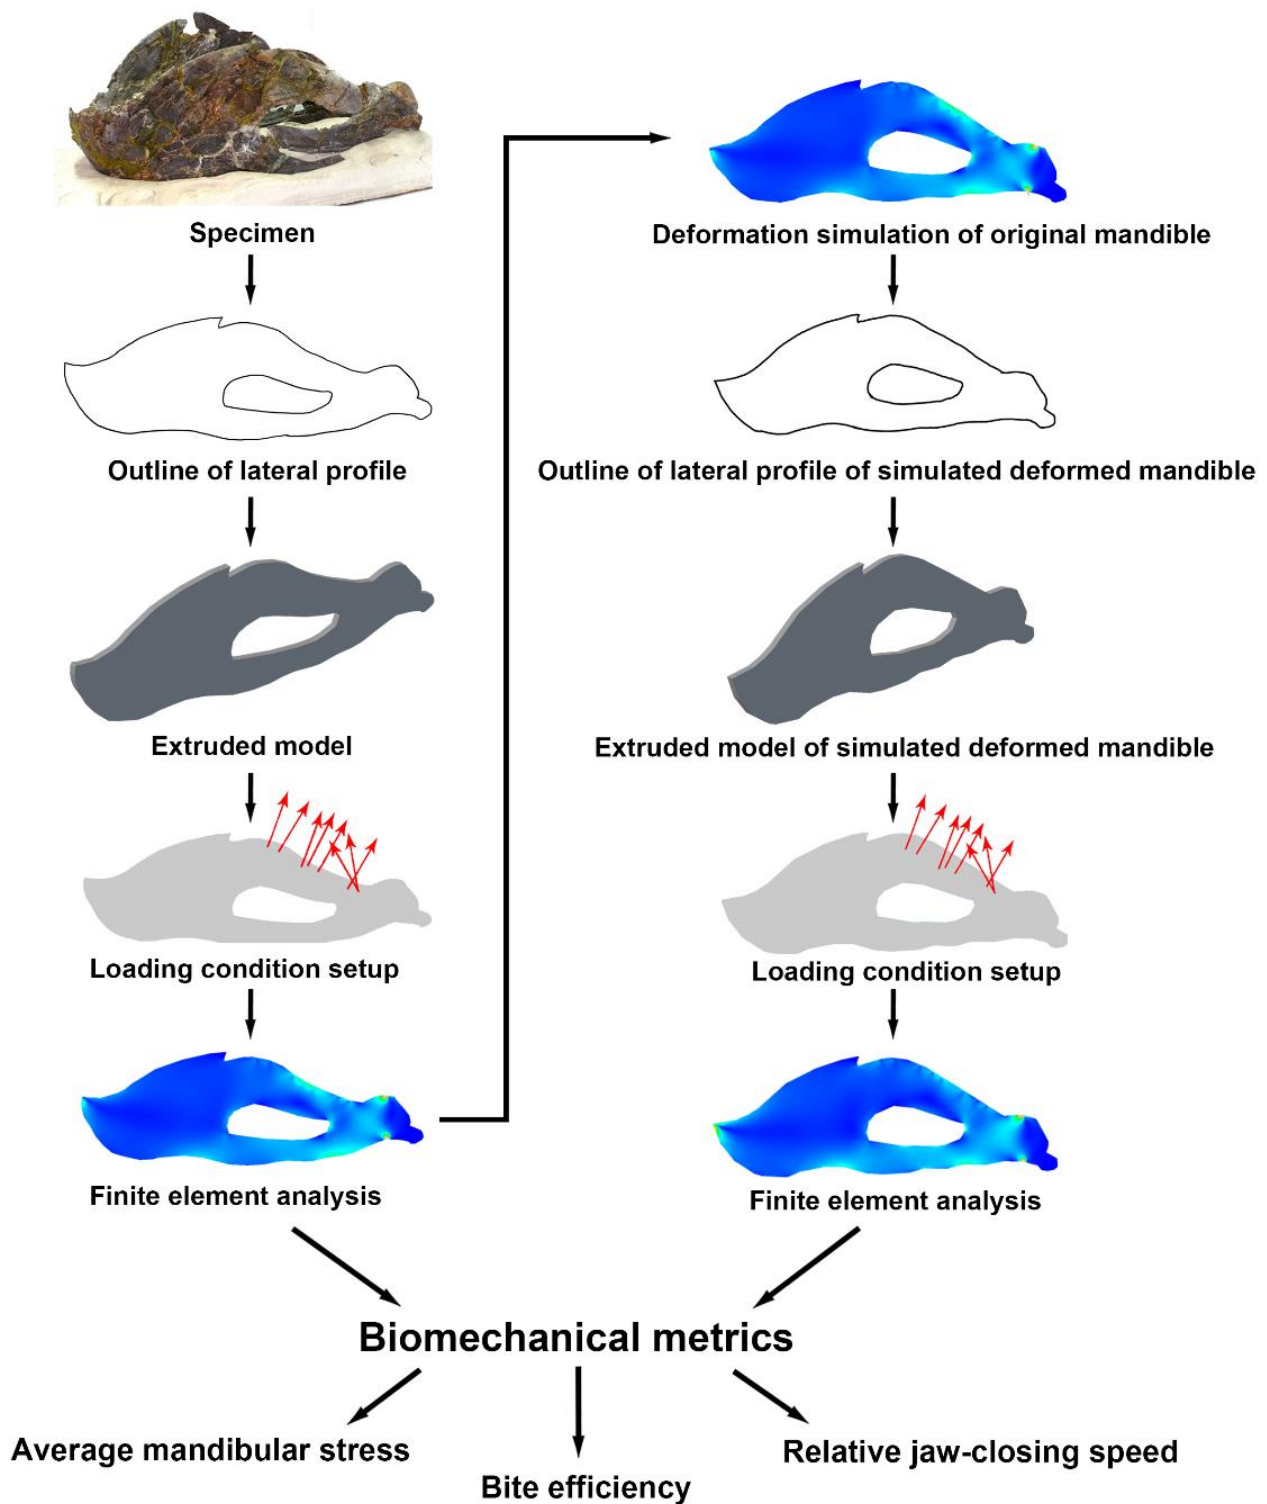 Specimen
Outline of lateral profile
Extruded model
Loading condition setup
Finite element analysis
Deformation simulation of original mandible
Outline of lateral profile of simulated deformed mandible
Extruded model of simulated deformed mandible
Loading condition setup
Finite element analysis
Biomechanical metrics
Average mandibular stress
Bite efficiency
Relative jaw-closing speed